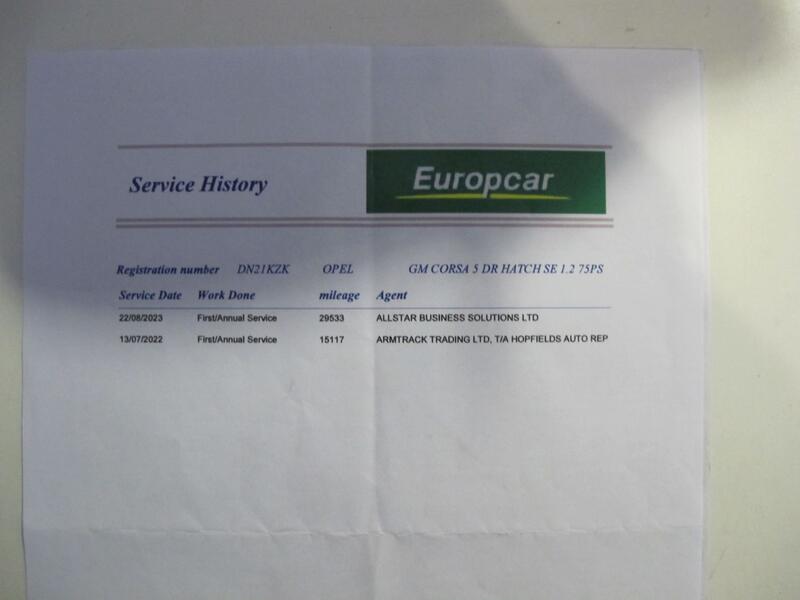 Service History
Europcar
Registration number DN21KZK OPEL GM CORSA 5 DR HATCH SE 1.2 75PS
Service Date Work Done mileage Agent
22/08/2023 First/Annual Service 29533 ALLSTAR BUSINESS SOLUTIONS LTD
13/07/2022 First/Annual Service 15117 ARMTRACK TRADING LTD, T/A HOPFIELDS AUTO REP